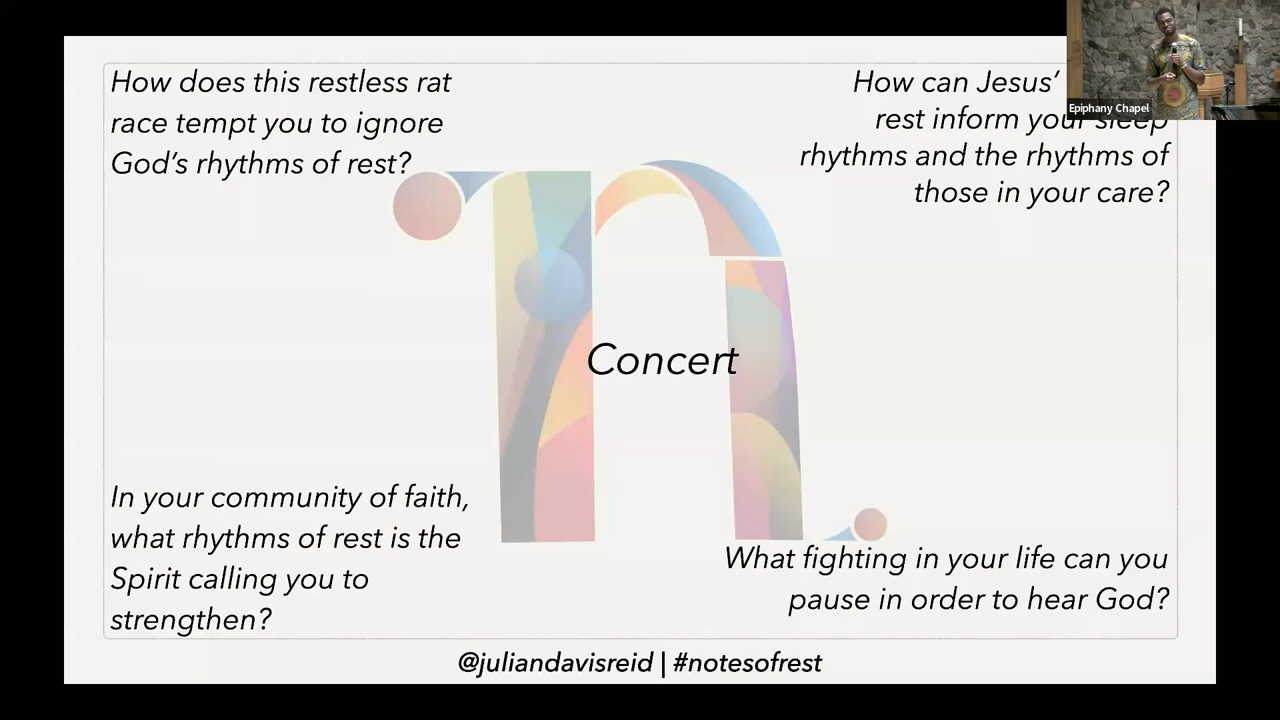 How does this restless rat
race tempt you to ignore
God's rhythms of rest?
How can Jesus'
rest inform your sleep
rhythms and the rhythms of
those in your care?
Epiphany Chapel
Concert
In your community of faith,
what rhythms of rest is the
Spirit calling you to
strengthen?
What fighting in your life can you
pause in order to hear God?
@juliandavisreid | #notesofrest